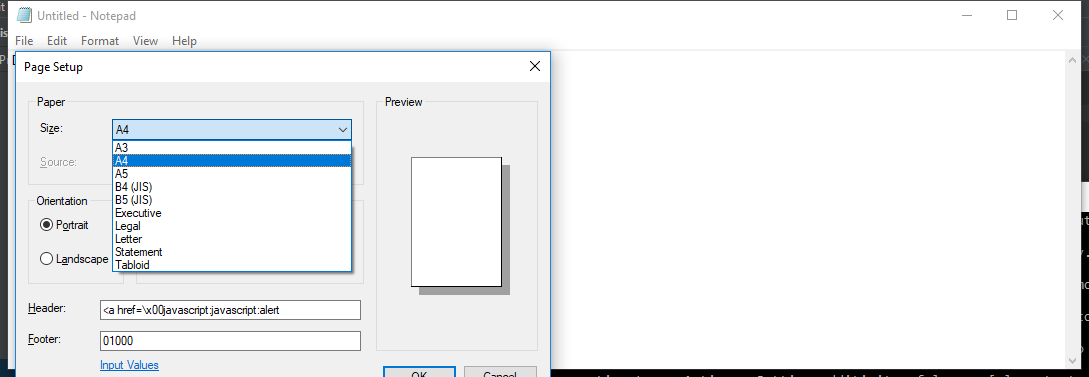 Untitled - Notepad
File Edit Format View Help
Page Setup
Paper
Preview
Size:
A4
A3
A4
Source:
A5
B4 (JIS)
B5 (JIS)
Orientation
Executive
Portrait
Legal
Letter
Landscape
Statement
Tabloid
Header:
<a href=\x00javascript:javascript:alert
Footer:
01000
Input Values
OK
Cancel